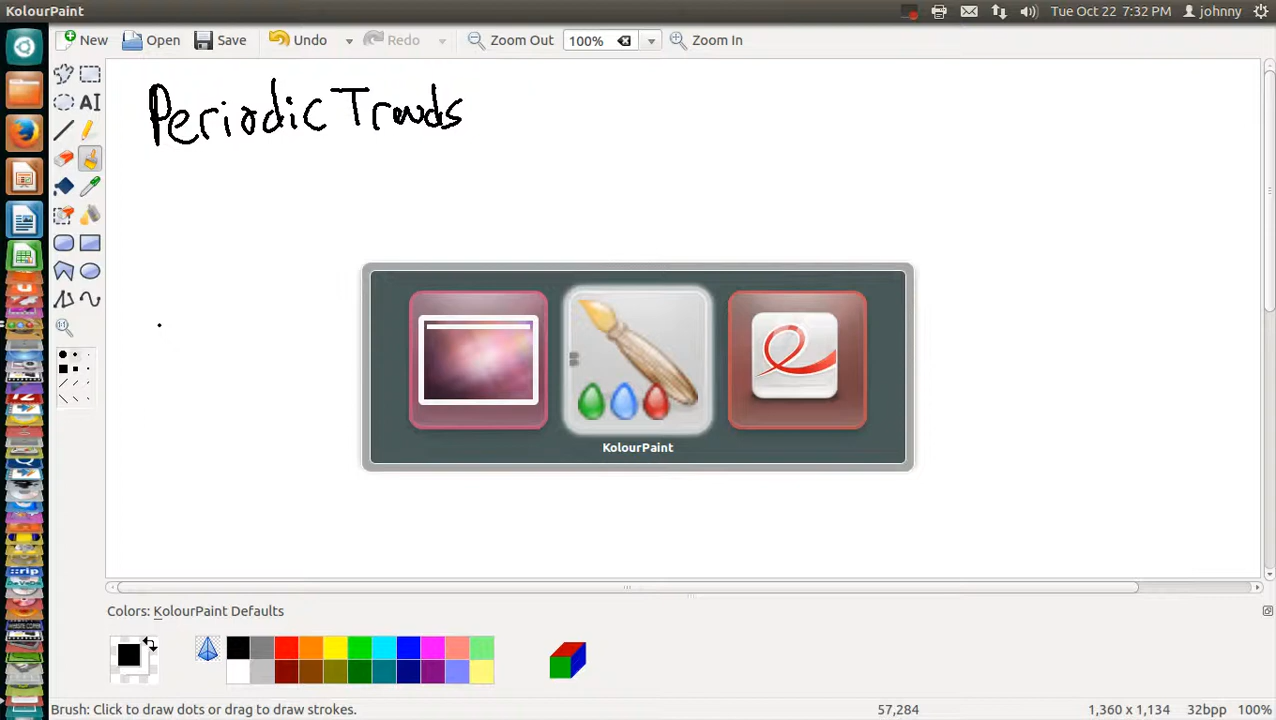 KolourPaint
Tue Oct 22 7:32 PM
johnny
New
Open
Save
Undo
Redo
Zoom Out
100%
Zoom In
Periodic Trends
KolourPaint
Colors: KolourPaint Defaults
Brush: Click to draw dots or drag to draw strokes.
57,284
1,360 x 1,134
32bpp
100%